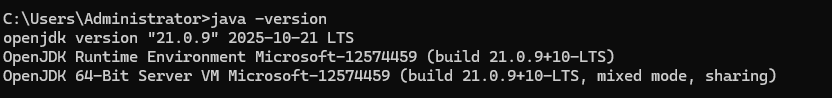 C:\Users\Administrator>java -version
openjdk version "21.0.9" 2025-10-21 LTS
OpenJDK Runtime Environment Microsoft-12574459 (build 21.0.9+10-LTS)
OpenJDK 64-Bit Server VM Microsoft-12574459 (build 21.0.9+10-LTS, mixed mode, sharing)